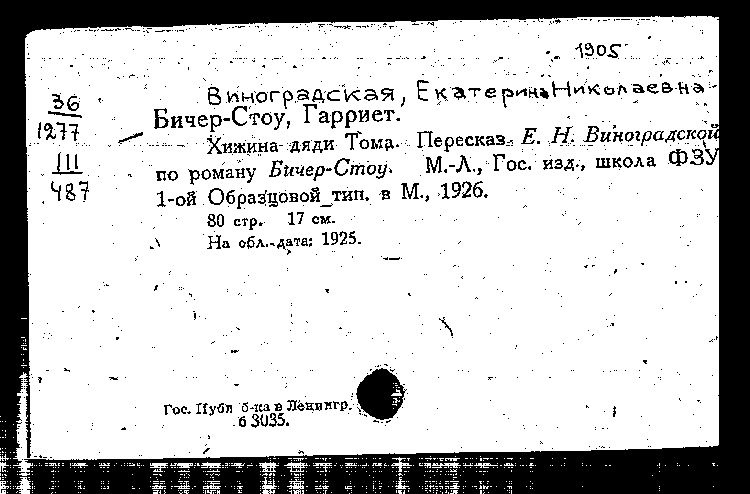 1905
Виноградская, Екатерина Николаевна
36
1277
III
487
Бичер-Стоу, Гарриет.
Хижина дяди Тома. Пересказ Е. Н. Виноградской
по роману Бичер-Стоу. М.-Л., Гос. изд., школа ФЗУ
1-ой Образцовой тип. в М., 1926.
80 стр. 17 см.
На обл. дата: 1925.
Гос. Публ б-ка в Ленингр.
б 3035.